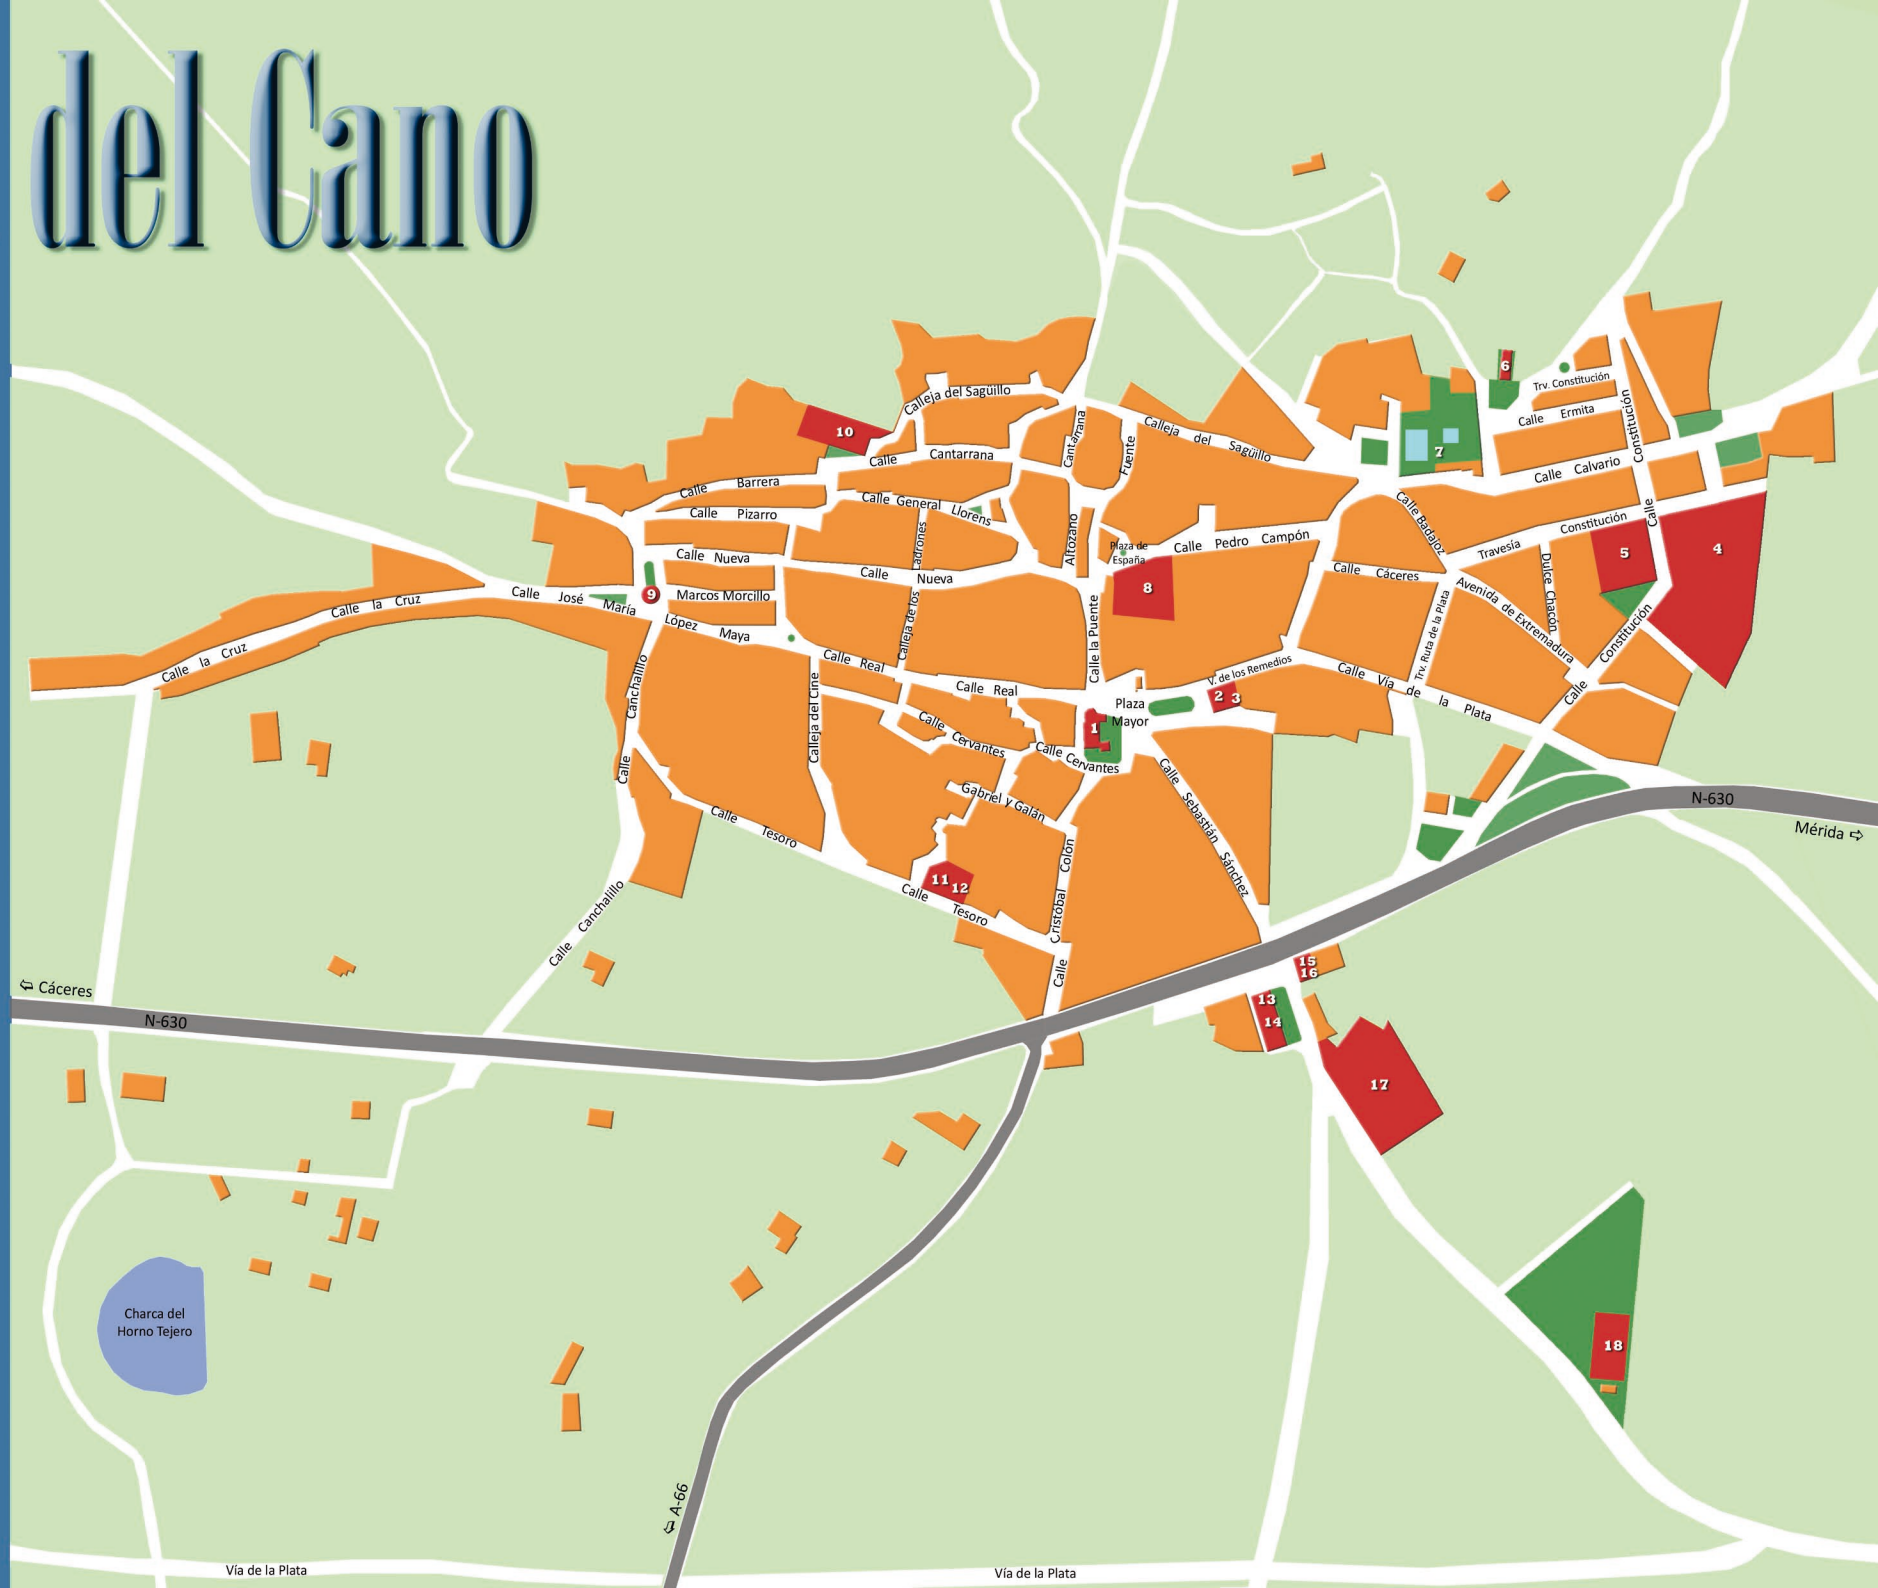 del Cano
6
Trv. Constitución
Calleja del Sagüillo
Calle Ermita
Constitución
10
Calle Cantarrana
Cantarrana
Fuente
Calleja del Sagüillo
7
Calle Calvario
Calle Barrera
Calle General Llorens
Calle Pizarro
Calle Badajoz
Calle
Constitución
Travesía
Ladrones
Altozano
Plaza de
España
Calle Pedro Campón
5
4
Calle Nueva
Calle Nueva
Calle Cáceres
Dulce Chacón
Avenida de Extremadura
8
9
Marcos Morcillo
Calle José María
López Maya
Calle la Cruz
Calle la Cruz
Calleja de los
Calle la Puente
Trv. Ruta de la Plata
Constitución
Calle
Canchalillo
Calle
Calle Real
Calle Real
Calleja del Cine
V. de los Remedios
2
3
Calle Vía de la Plata
Plaza
Mayor
1
Calle Cervantes
Calle Cervantes
Gabriel y Galán
Calle Sebastián Sánchez
Calle Tesoro
N-630
Mérida
11
12
Calle Tesoro
Cristóbal Colón
Calle
Calle Canchalillo
Cáceres
N-630
15
16
13
14
17
Charca del
Horno Tejero
18
A-66
Vía de la Plata
Vía de la Plata